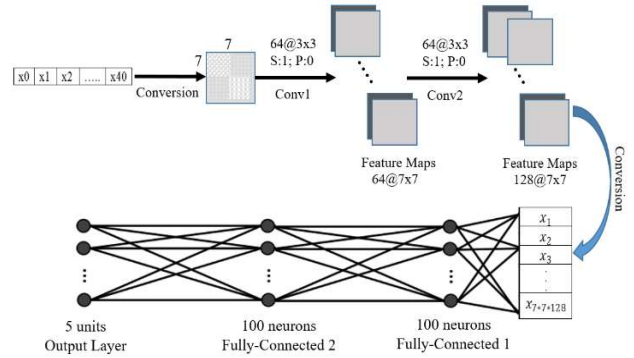 x0 x1 x2 ..... x40
Conversion
7
7
64@3x3
S:1; P:0
Conv1
Feature Maps
64@7x7
64@3x3
S:1; P:0
Conv2
Feature Maps
128@7x7
Conversion
x1
x2
x3
.
.
.
x7*7*128
100 neurons
Fully-Connected 1
100 neurons
Fully-Connected 2
5 units
Output Layer